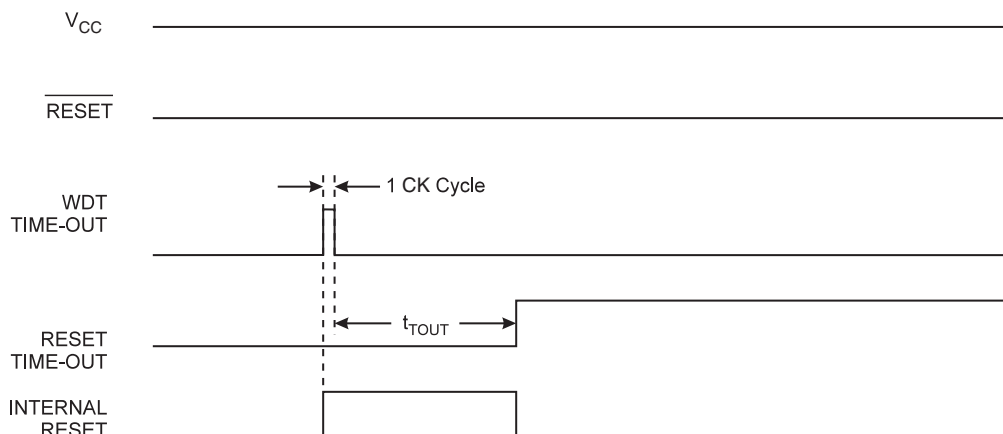 VCC
RESET
WDT
TIME-OUT
1 CK Cycle
RESET
TIME-OUT
tTOUT
INTERNAL
RESET